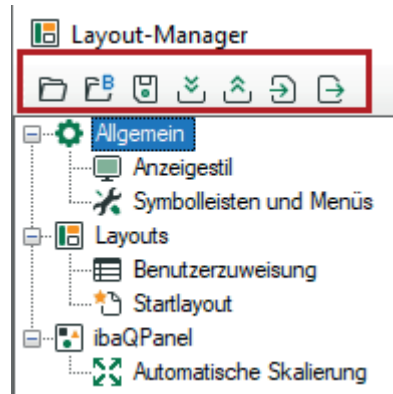 Layout-Manager
B
Allgemein
Anzeigestil
Symbolleisten und Menüs
Layouts
Benutzerzuweisung
Startlayout
ibaQPanel
Automatische Skalierung